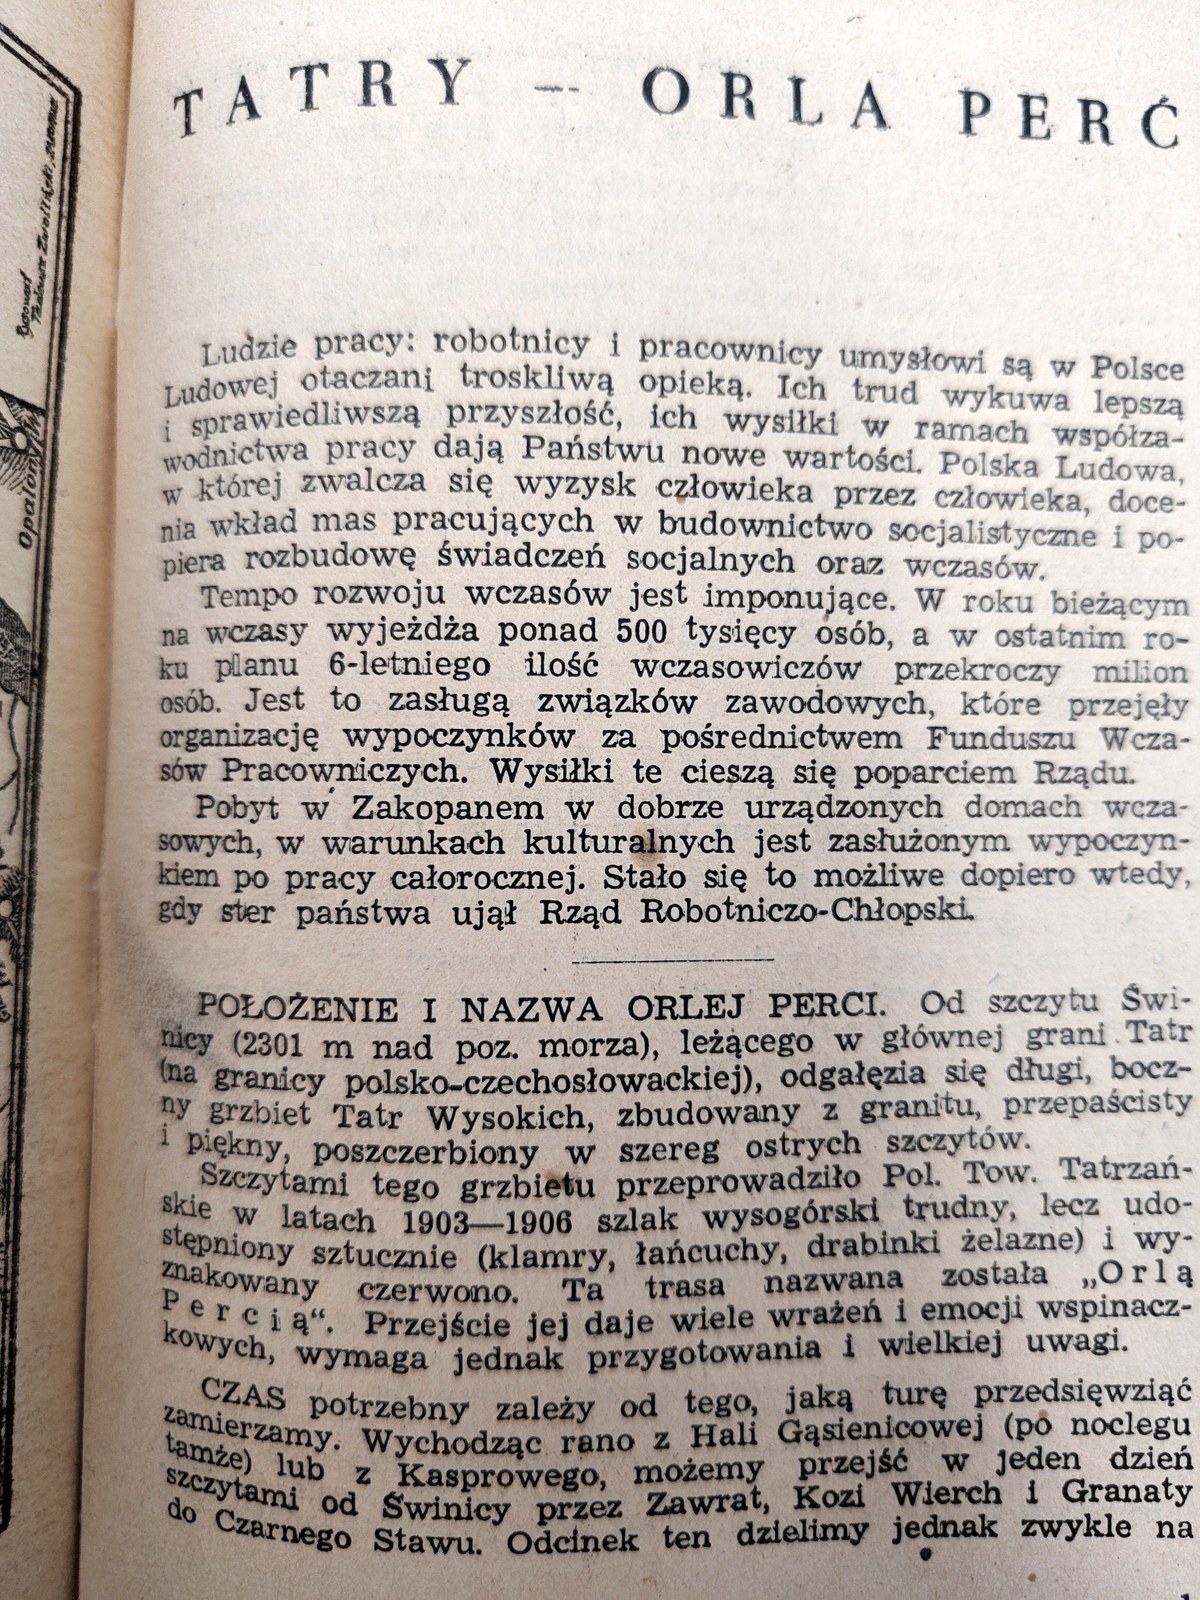 TATRY — ORLA PERĆ
Ludzie pracy: robotnicy i pracownicy umysłowi są w Polsce
Ludowej otaczani troskliwą opieką. Ich trud wykuwa lepszą
i sprawiedliwszą przyszłość, ich wysiłki w ramach współza-
wodnictwa pracy dają Państwu nowe wartości. Polska Ludowa,
w której zwalcza się wyzysk człowieka przez człowieka, doce-
nia wkład mas pracujących w budownictwo socjalistyczne i po-
piera rozbudowę świadczeń socjalnych oraz wczasów.
Tempo rozwoju wczasów jest imponujące. W roku bieżącym
na wczasy wyjeżdża ponad 500 tysięcy osób, a w ostatnim ro-
ku planu 6-letniego ilość wczasowiczów przekroczy milion
osób. Jest to zasługą związków zawodowych, które przejęły
organizację wypoczynków za pośrednictwem Funduszu Wcza-
sów Pracowniczych. Wysiłki te cieszą się poparciem Rządu.
Pobyt w Zakopanem w dobrze urządzonych domach wcza-
sowych, w warunkach kulturalnych jest zasłużonym wypoczyn-
kiem po pracy całorocznej. Stało się to możliwe dopiero wtedy,
gdy ster państwa ujął Rząd Robotniczo-Chłopski.
POŁOŻENIE I NAZWA ORLEJ PERCI. Od szczytu Świ-
nicy (2301 m nad poz. morza), leżącego w głównej grani Tatr
(na granicy polsko-czechosłowackiej), odgałęzia się długi, bocz-
ny grzbiet Tatr Wysokich, zbudowany z granitu, przepaścisty
i piękny, poszczerbiony w szereg ostrych szczytów.
Szczytami tego grzbietu przeprowadziło Pol. Tow. Tatrzań-
skie w latach 1903—1906 szlak wysogórski trudny, lecz udo-
stępniony sztucznie (klamry, łańcuchy, drabinki żelazne) i wy-
znakowany czerwono. Ta trasa nazwana została „Orlą
Percią“. Przejście jej daje wiele wrażeń i emocji wspinacz-
kowych, wymaga jednak przygotowania i wielkiej uwagi.
CZAS potrzebny zależy od tego, jaką turę przedsięwziąć
zamierzamy. Wychodząc rano z Hali Gąsienicowej (po noclegu
tamże) lub z Kasprowego, możemy przejść w jeden dzień
szczytami od Świnicy przez Zawrat, Kozi Wierch i Granaty
do Czarnego Stawu. Odcinek ten dzielimy jednak zwykle na